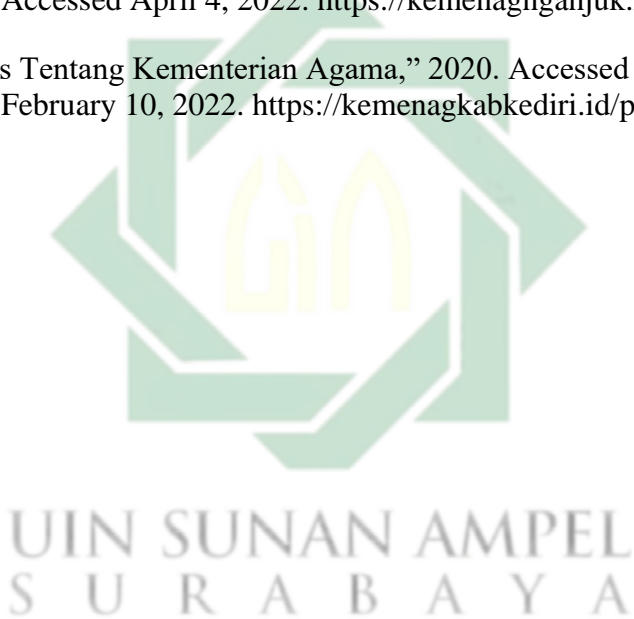 Accessed April 4, 2022. https://kemenagnganjuk.
s Tentang Kementerian Agama,” 2020. Accessed
February 10, 2022. https://kemenagkabkediri.id/p
UIN SUNAN AMPEL
SURABAYA